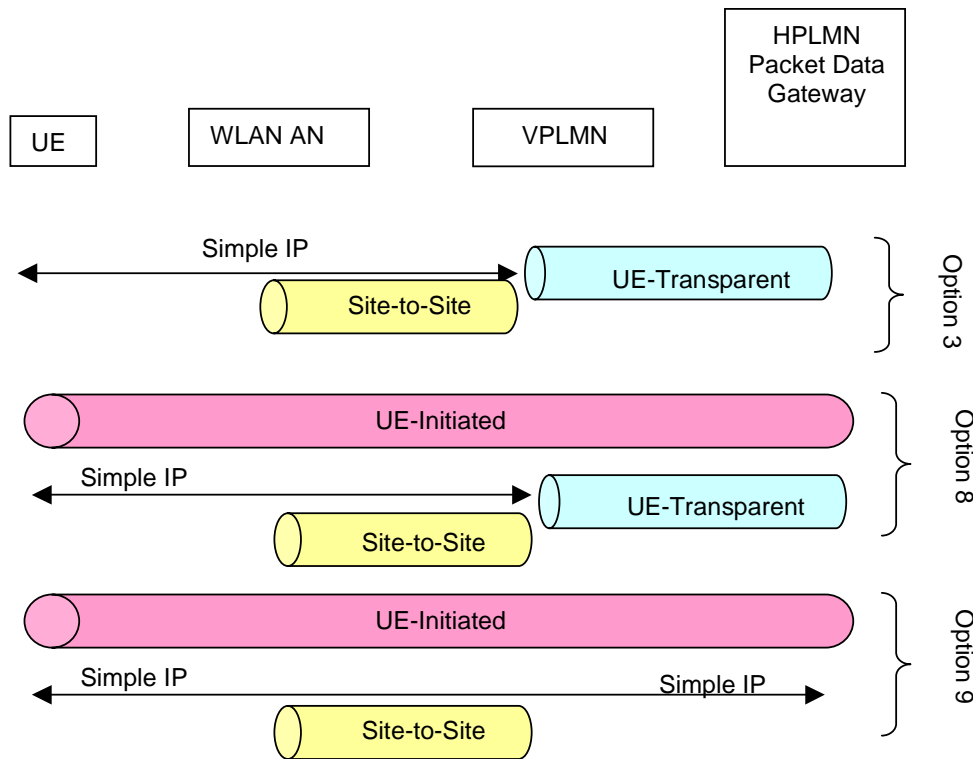 HPLMN
Packet Data
Gateway
UE
WLAN AN
VPLMN
Simple IP
UE-Transparent
Site-to-Site
Option 3
UE-Initiated
Simple IP
UE-Transparent
Site-to-Site
Option 8
UE-Initiated
Simple IP
Simple IP
Site-to-Site
Option 9